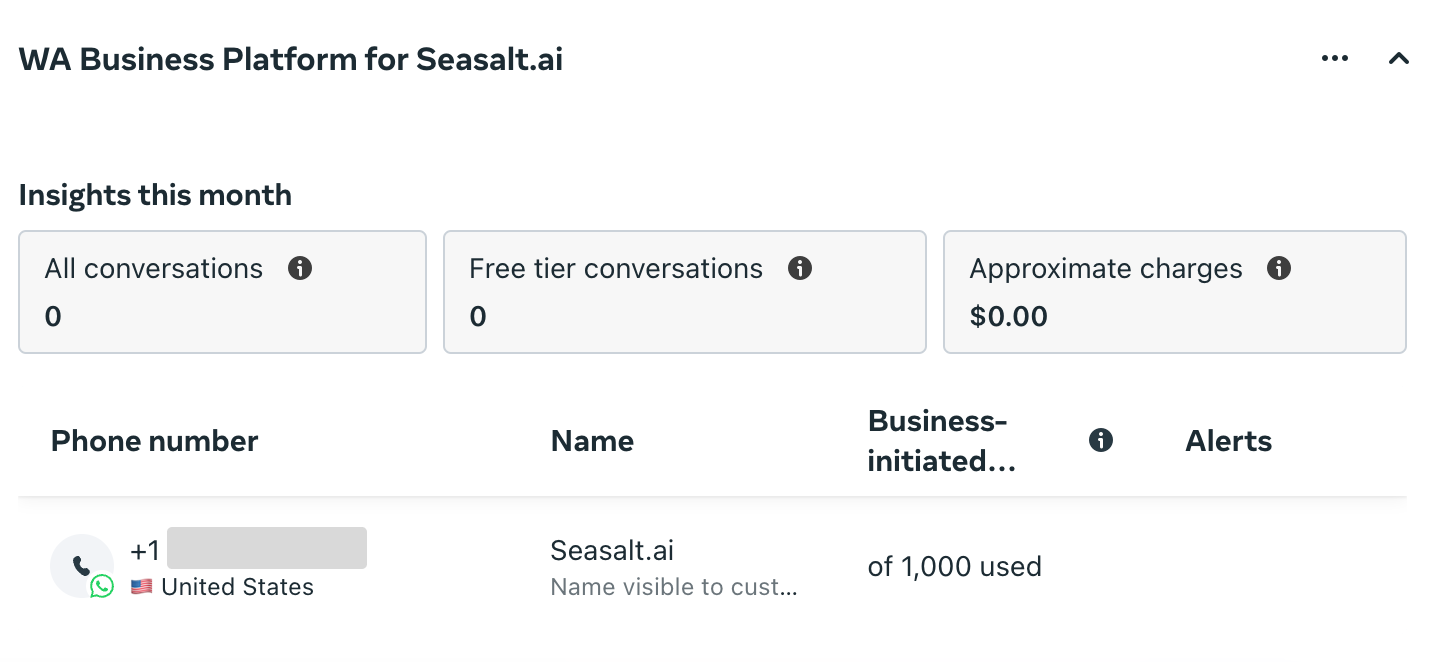 WA Business Platform for Seasalt.ai
Insights this month
All conversations
0
Free tier conversations
0
Approximate charges
$0.00
Phone number
Name
Business-
initiated...
Alerts
+1
United States
Seasalt.ai
Name visible to cust...
of 1,000 used